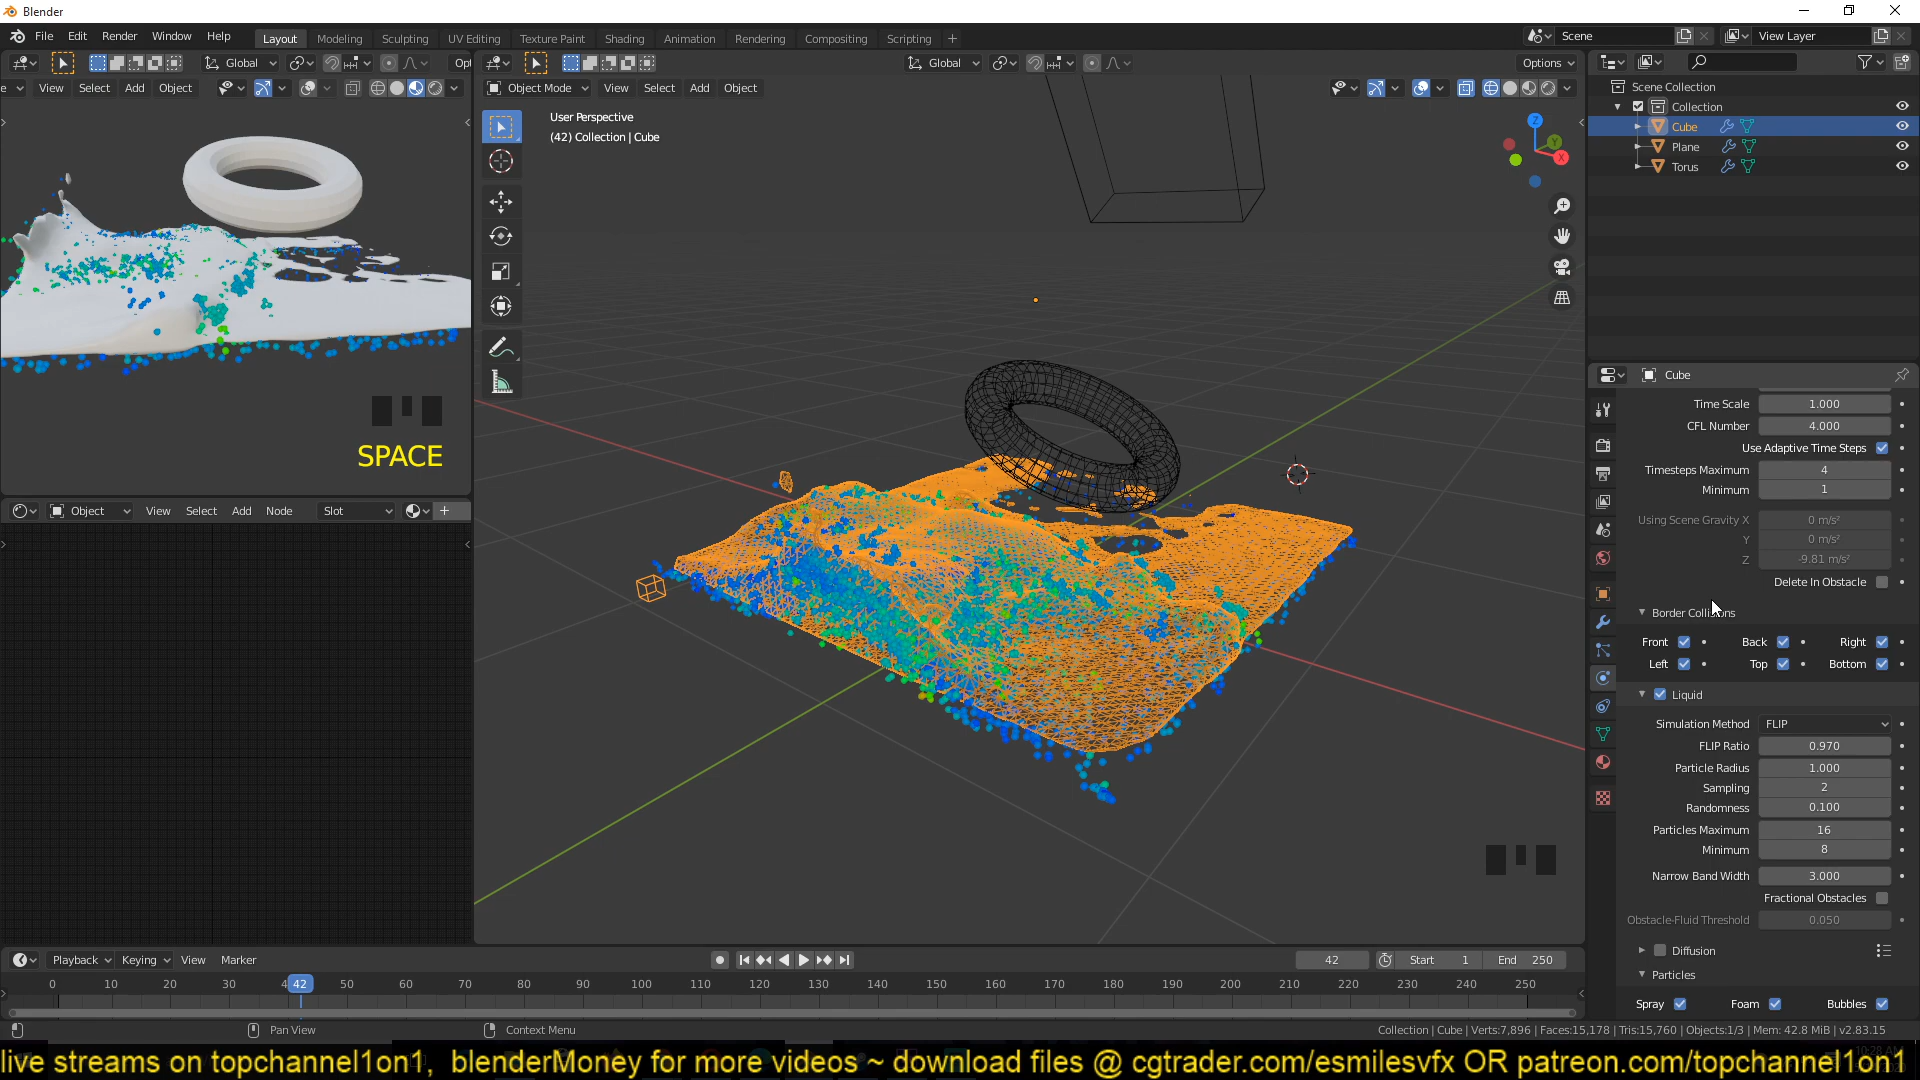 Blender
File Edit Render Window Help
Layout Modeling Sculpting UV Editing Texture Paint Shading Animation Rendering Compositing Scripting +
Scene View Layer
Global Opt
Global Options
e View Select Add Object
Object Mode View Select Add Object
User Perspective
(42) Collection | Cube
Z Y X
SPACE
Scene Collection
Collection
Cube
Plane
Torus
Cube
Time Scale 1.000
CFL Number 4.000
Use Adaptive Time Steps
Timesteps Maximum 4
Minimum 1
Using Scene Gravity X 0 m/s²
Y 0 m/s²
Z -9.81 m/s²
Delete In Obstacle
Border Collisions
Front Back Right
Left Top Bottom
Liquid
Simulation Method FLIP
FLIP Ratio 0.970
Particle Radius 1.000
Sampling 2
Randomness 0.100
Particles Maximum 16
Minimum 8
Narrow Band Width 3.000
Fractional Obstacles
Obstacle-Fluid Threshold 0.050
Diffusion
Particles
Spray Foam Bubbles
Object View Select Add Node Slot
Playback Keying View Marker
42 Start 1 End 250
0 10 20 30 4 42 50 60 70 80 90 100 110 120 130 140 150 160 170 180 190 200 210 220 230 240 250
Pan View Context Menu
Collection | Cube | Verts:7,896 | Faces:15,178 | Tris:15,760 | Objects:1/3 | Mem: 42.8 MiB | v2.83.15
live streams on topchannel1on1, blenderMoney for more videos ~ download files @ cgtrader.com/esmilesvfx OR patreon.com/topchannel1on1